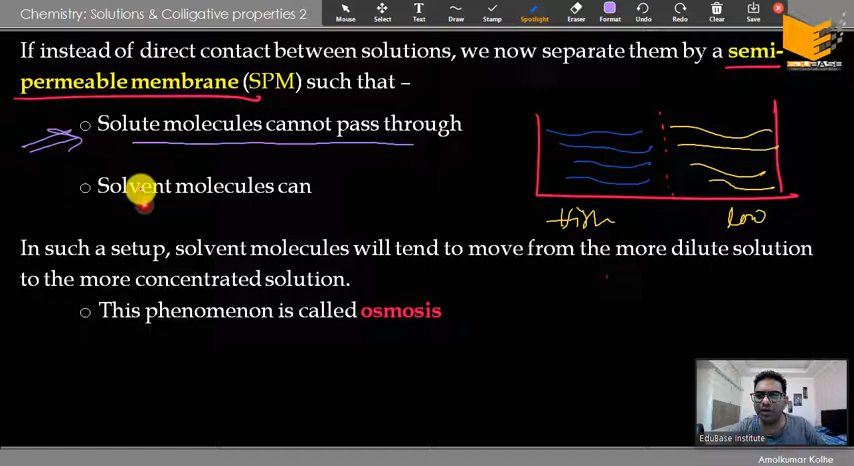 Chemistry: Solutions & Colligative properties 2
Mouse Select Text Draw Stamp Spotlight Eraser Format Undo Redo Clear Save
EDUBASE
If instead of direct contact between solutions, we now separate them by a semi-
permeable membrane (SPM) such that –
○ Solute molecules cannot pass through
○ Solvent molecules can
High low
In such a setup, solvent molecules will tend to move from the more dilute solution
to the more concentrated solution.
○ This phenomenon is called osmosis
EduBase Institute
Amolkumar Kolhe